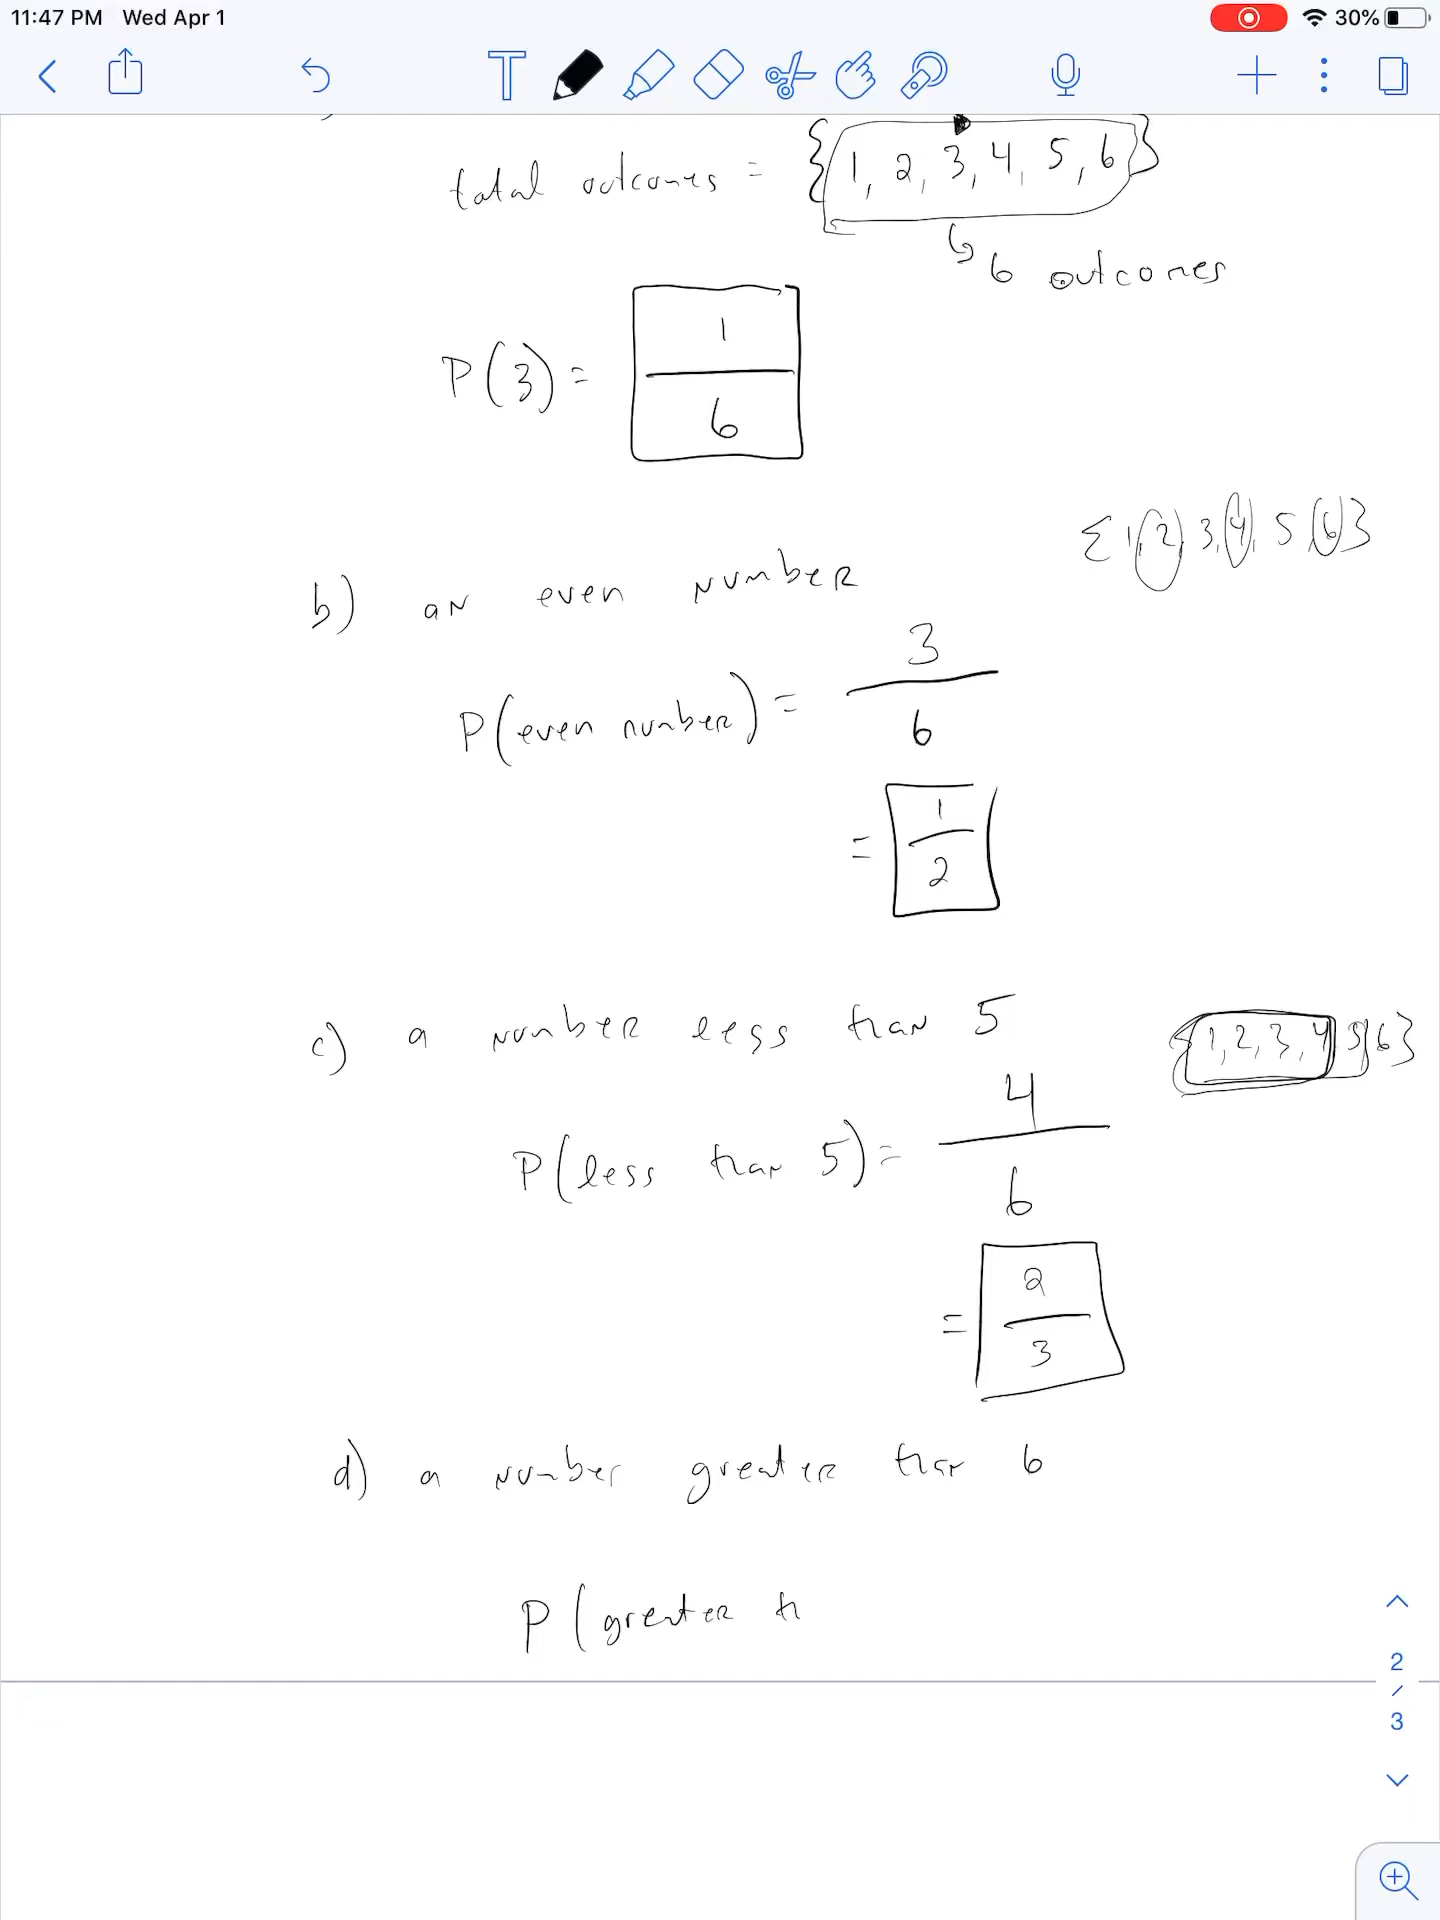 11:47 PM Wed Apr 1
30%
T
total outcomes = {1, 2, 3, 4, 5, 6}
6 outcomes
P(3) = 1/6
{1, 2, 3, 4, 5, 6}
b) an even number
P(even number) = 3/6
= 1/2
c) a number less than 5
{1, 2, 3, 4, 5, 6}
P(less than 5) = 4/6
= 2/3
d) a number greater than 6
P(greater th
2/3